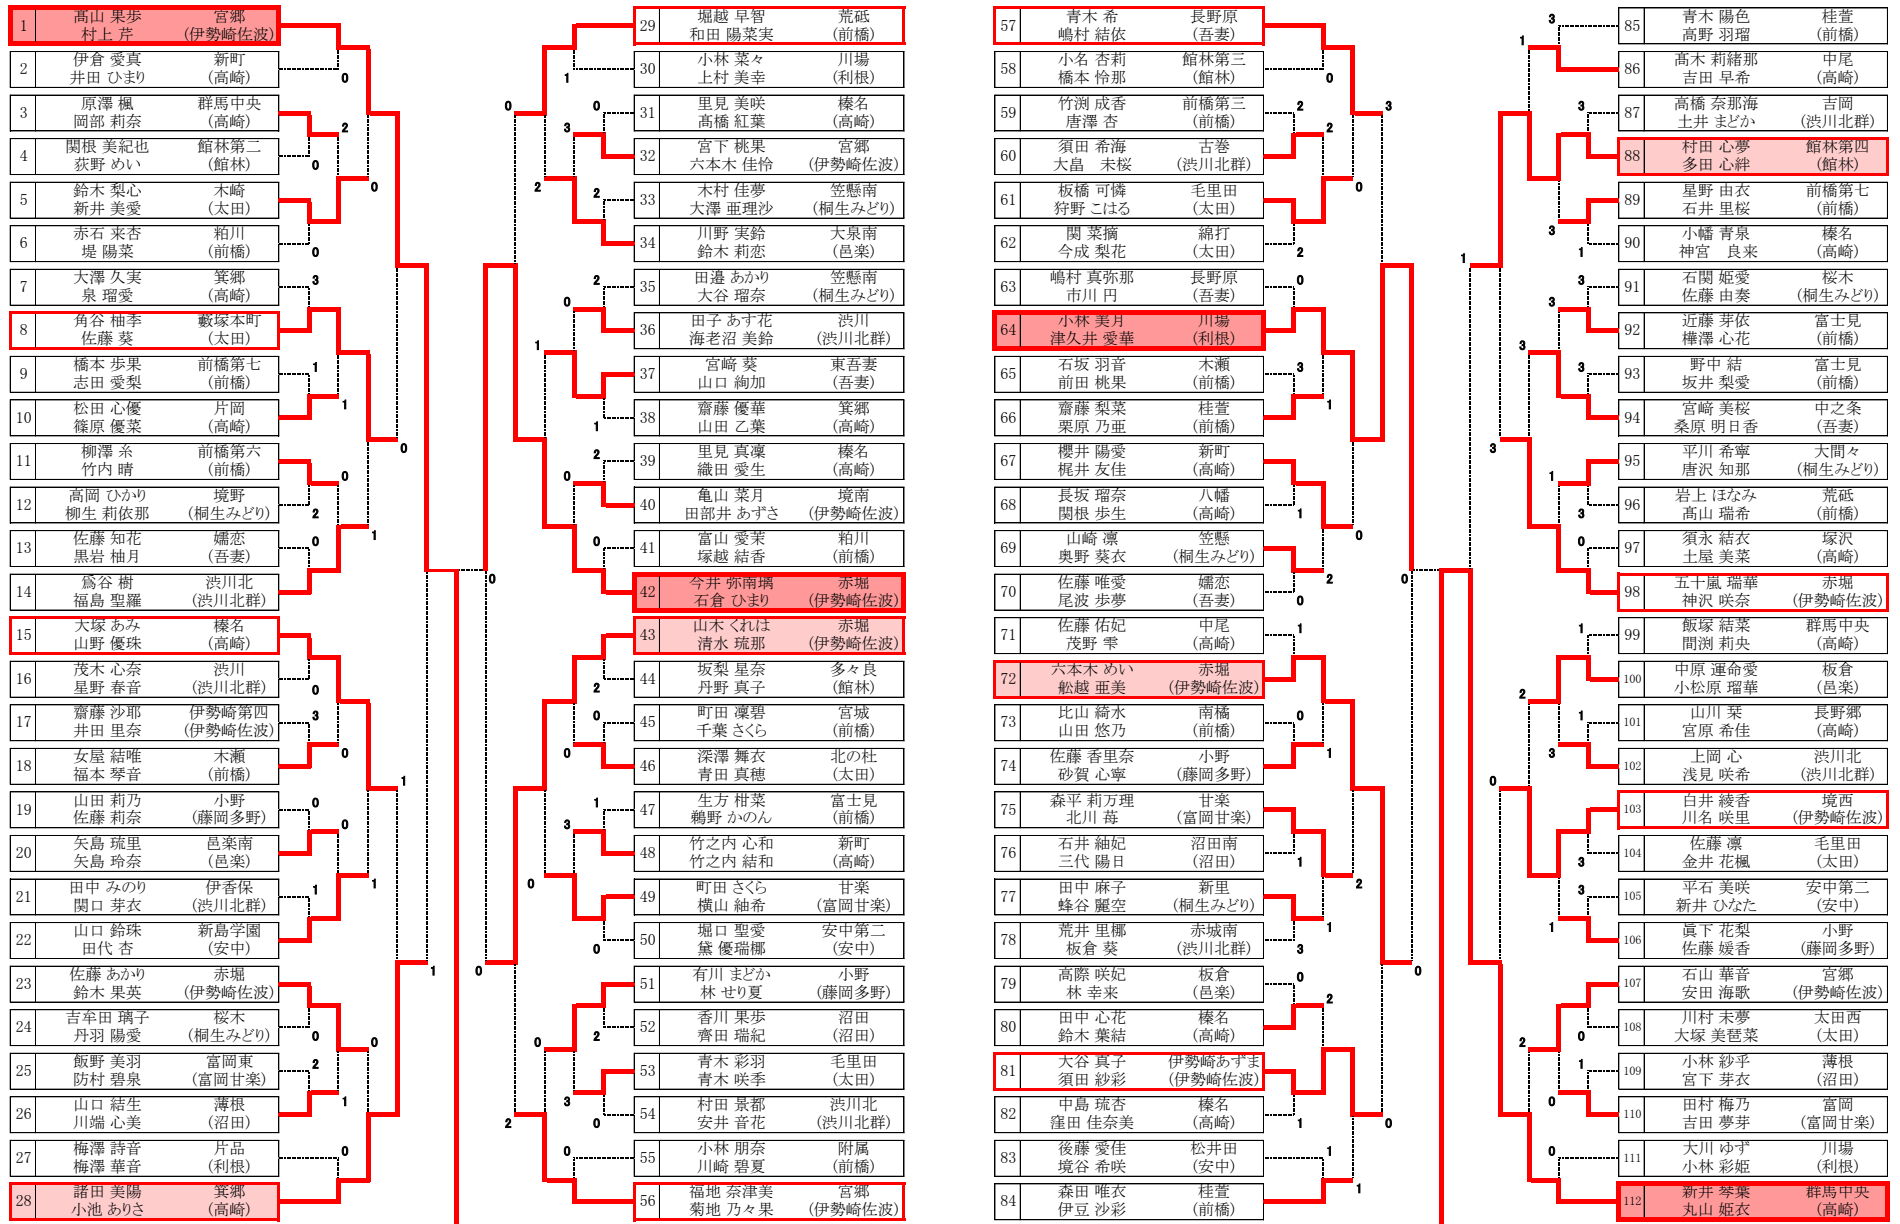 1 髙山 果歩 宮郷
村上 芹 (伊勢崎佐波)
2 伊倉 愛真 新町
井田 ひまり (高崎)
3 原澤 楓 群馬中央
岡部 莉奈 (高崎)
4 関根 美紀也 館林第二
荻野 めい (館林)
5 鈴木 梨心 木崎
新井 美愛 (太田)
6 赤石 来杏 粕川
堤 陽菜 (前橋)
7 大澤 久実 箕郷
泉 瑠愛 (高崎)
8 角谷 柚季 藪塚本町
佐藤 葵 (太田)
9 橋本 歩果 前橋第七
志田 愛梨 (前橋)
10 松田 心優 片岡
篠原 優菜 (高崎)
11 柳澤 糸 前橋第六
竹内 晴 (前橋)
12 高岡 ひかり 境野
柳生 莉依那 (桐生みどり)
13 佐藤 知花 嬬恋
黒岩 柚月 (吾妻)
14 爲谷 樹 渋川北
福島 聖羅 (渋川北群)
15 大塚 あみ 榛名
山野 優珠 (高崎)
16 茂木 心奈 渋川
星野 春音 (渋川北群)
17 齋藤 沙耶 伊勢崎第四
井田 里奈 (伊勢崎佐波)
18 女屋 結唯 木瀬
福本 琴音 (前橋)
19 山田 莉乃 小野
佐藤 莉奈 (藤岡多野)
20 矢島 琉里 邑楽南
矢島 玲奈 (邑楽)
21 田中 みのり 伊香保
関口 芽衣 (渋川北群)
22 山口 鈴珠 新島学園
田代 杏 (安中)
23 佐藤 あかり 赤堀
鈴木 果英 (伊勢崎佐波)
24 吉牟田 璃子 桜木
丹羽 陽愛 (桐生みどり)
25 飯野 美羽 富岡東
防村 碧泉 (富岡甘楽)
26 山口 結生 薄根
川端 心美 (沼田)
27 梅澤 詩音 片品
梅澤 華音 (利根)
28 諸田 美陽 箕郷
小池 ありさ (高崎)
29 堀越 早智 荒砥
和田 陽菜実 (前橋)
30 小林 菜々 川場
上村 美幸 (利根)
31 里見 美咲 榛名
髙橋 紅葉 (高崎)
32 宮下 桃果 宮郷
六本木 佳怜 (伊勢崎佐波)
33 木村 佳夢 笠懸南
大澤 亜理沙 (桐生みどり)
34 川野 実鈴 大泉南
鈴木 莉恋 (邑楽)
35 田邉 あかり 笠懸南
大谷 瑠奈 (桐生みどり)
36 田子 あす花 渋川
海老沼 美鈴 (渋川北群)
37 宮﨑 葵 東吾妻
山口 絢加 (吾妻)
38 齋藤 優華 箕郷
山田 乙葉 (高崎)
39 里見 真凜 榛名
織田 愛生 (高崎)
40 亀山 菜月 境南
田部井 あずさ (伊勢崎佐波)
41 富山 愛茉 粕川
塚越 結香 (前橋)
42 今井 弥南璃 赤堀
石倉 ひまり (伊勢崎佐波)
43 山木 くれは 赤堀
清水 琉那 (伊勢崎佐波)
44 坂梨 星奈 多々良
丹野 真子 (館林)
45 町田 凜碧 宮城
千葉 さくら (前橋)
46 深澤 舞衣 北の杜
青田 真穂 (太田)
47 生方 柑菜 富士見
鵜野 かのん (前橋)
48 竹之内 心和 新町
竹之内 結和 (高崎)
49 町田 さくら 甘楽
横山 紬希 (富岡甘楽)
50 堀口 聖愛 安中第二
黛 優瑞梛 (安中)
51 有川 まどか 小野
林 せり夏 (藤岡多野)
52 香川 果歩 沼田
齊田 瑞紀 (沼田)
53 青木 彩羽 毛里田
青木 咲季 (太田)
54 村田 景都 渋川北
安井 音花 (渋川北群)
55 小林 朋奈 附属
川崎 碧夏 (前橋)
56 福地 奈津美 宮郷
菊地 乃々果 (伊勢崎佐波)
57 青木 希 長野原
嶋村 結依 (吾妻)
58 小名 杏莉 館林第三
橋本 怜那 (館林)
59 竹渕 成香 前橋第三
唐澤 杏 (前橋)
60 須田 希海 古巻
大畠 未桜 (渋川北群)
61 板橋 可憐 毛里田
狩野 こはる (太田)
62 関 菜摘 綿打
今成 梨花 (太田)
63 嶋村 真弥那 長野原
市川 円 (吾妻)
64 小林 美月 川場
津久井 愛華 (利根)
65 石坂 羽音 木瀬
前田 桃果 (前橋)
66 齋藤 梨菜 桂萱
栗原 乃亜 (前橋)
67 櫻井 陽愛 新町
梶井 友佳 (高崎)
68 長坂 瑠奈 八幡
関根 歩生 (高崎)
69 山崎 凛 笠懸
奥野 葵衣 (桐生みどり)
70 佐藤 唯愛 嬬恋
尾波 歩夢 (吾妻)
71 佐藤 佑妃 中尾
茂野 雫 (高崎)
72 六本木 めい 赤堀
舩越 亜美 (伊勢崎佐波)
73 比山 綺水 南橘
山田 悠乃 (前橋)
74 佐藤 香里奈 小野
砂賀 心寧 (藤岡多野)
75 森平 莉万理 甘楽
北川 苺 (富岡甘楽)
76 石井 紬妃 沼田南
三代 陽日 (沼田)
77 田中 麻子 新里
蜂谷 麗空 (桐生みどり)
78 荒井 里梛 赤城南
板倉 葵 (渋川北群)
79 高際 咲妃 板倉
林 幸来 (邑楽)
80 田中 心花 榛名
鈴木 葉結 (高崎)
81 大谷 真子 伊勢崎あずま
須田 紗彩 (伊勢崎佐波)
82 中島 琉杏 榛名
窪田 佳奈美 (高崎)
83 後藤 愛佳 松井田
境谷 希咲 (安中)
84 森田 唯衣 桂萱
伊豆 沙彩 (前橋)
85 青木 陽色 桂萱
高野 羽瑠 (前橋)
86 髙木 莉緒那 中尾
吉田 早希 (高崎)
87 高橋 奈那海 吉岡
土井 まどか (渋川北群)
88 村田 心夢 館林第四
多田 心絆 (館林)
89 星野 由衣 前橋第七
石井 里桜 (前橋)
90 小幡 青泉 榛名
神宮 良来 (高崎)
91 石関 姫愛 桜木
佐藤 由奏 (桐生みどり)
92 近藤 芽依 富士見
樺澤 心花 (前橋)
93 野中 結 富士見
坂井 梨愛 (前橋)
94 宮﨑 美桜 中之条
桑原 明日香 (吾妻)
95 平川 希寧 大間々
唐沢 知那 (桐生みどり)
96 岩上 ほなみ 荒砥
髙山 瑞希 (前橋)
97 須永 結衣 塚沢
土屋 美菜 (高崎)
98 五十嵐 瑞華 赤堀
神沢 咲奈 (伊勢崎佐波)
99 飯塚 結菜 群馬中央
間渕 莉央 (高崎)
100 中原 運命愛 板倉
小松原 瑠華 (邑楽)
101 山川 栞 長野郷
宮原 希佳 (高崎)
102 上岡 心 渋川北
浅見 咲希 (渋川北群)
103 白井 綾香 境西
川名 咲里 (伊勢崎佐波)
104 佐藤 凛 毛里田
金井 花楓 (太田)
105 平石 美咲 安中第二
新井 ひなた (安中)
106 眞下 花梨 小野
佐藤 媛香 (藤岡多野)
107 石山 華音 宮郷
安田 海歌 (伊勢崎佐波)
108 川村 未夢 太田西
大塚 美琶菜 (太田)
109 小林 紗乎 薄根
宮下 芽衣 (沼田)
110 田村 梅乃 富岡
吉田 夢芽 (富岡甘楽)
111 大川 ゆず 川場
小林 彩姫 (利根)
112 新井 琴葉 群馬中央
丸山 姫衣 (高崎)